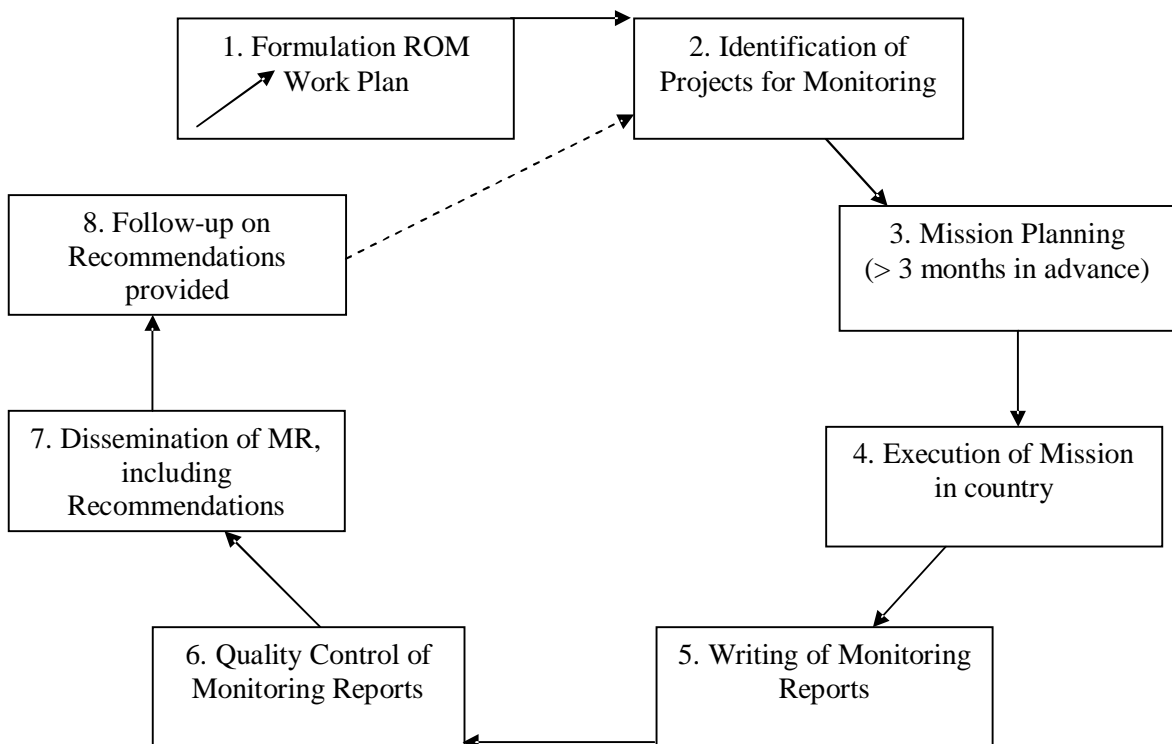 1. Formulation ROM
Work Plan
2. Identification of
Projects for Monitoring
3. Mission Planning
(> 3 months in advance)
4. Execution of Mission
in country
5. Writing of Monitoring
Reports
6. Quality Control of
Monitoring Reports
7. Dissemination of MR,
including
Recommendations
8. Follow-up on
Recommendations
provided